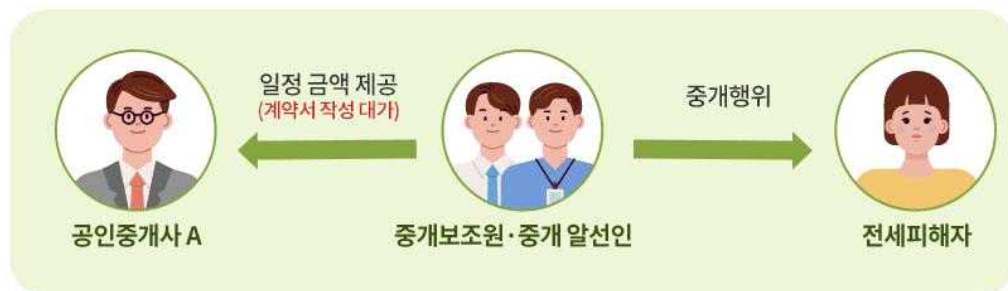 일정 금액 제공
(계약서 작성 대가)
중개행위
공인중개사 A
중개보조원·중개 알선인
전세피해자